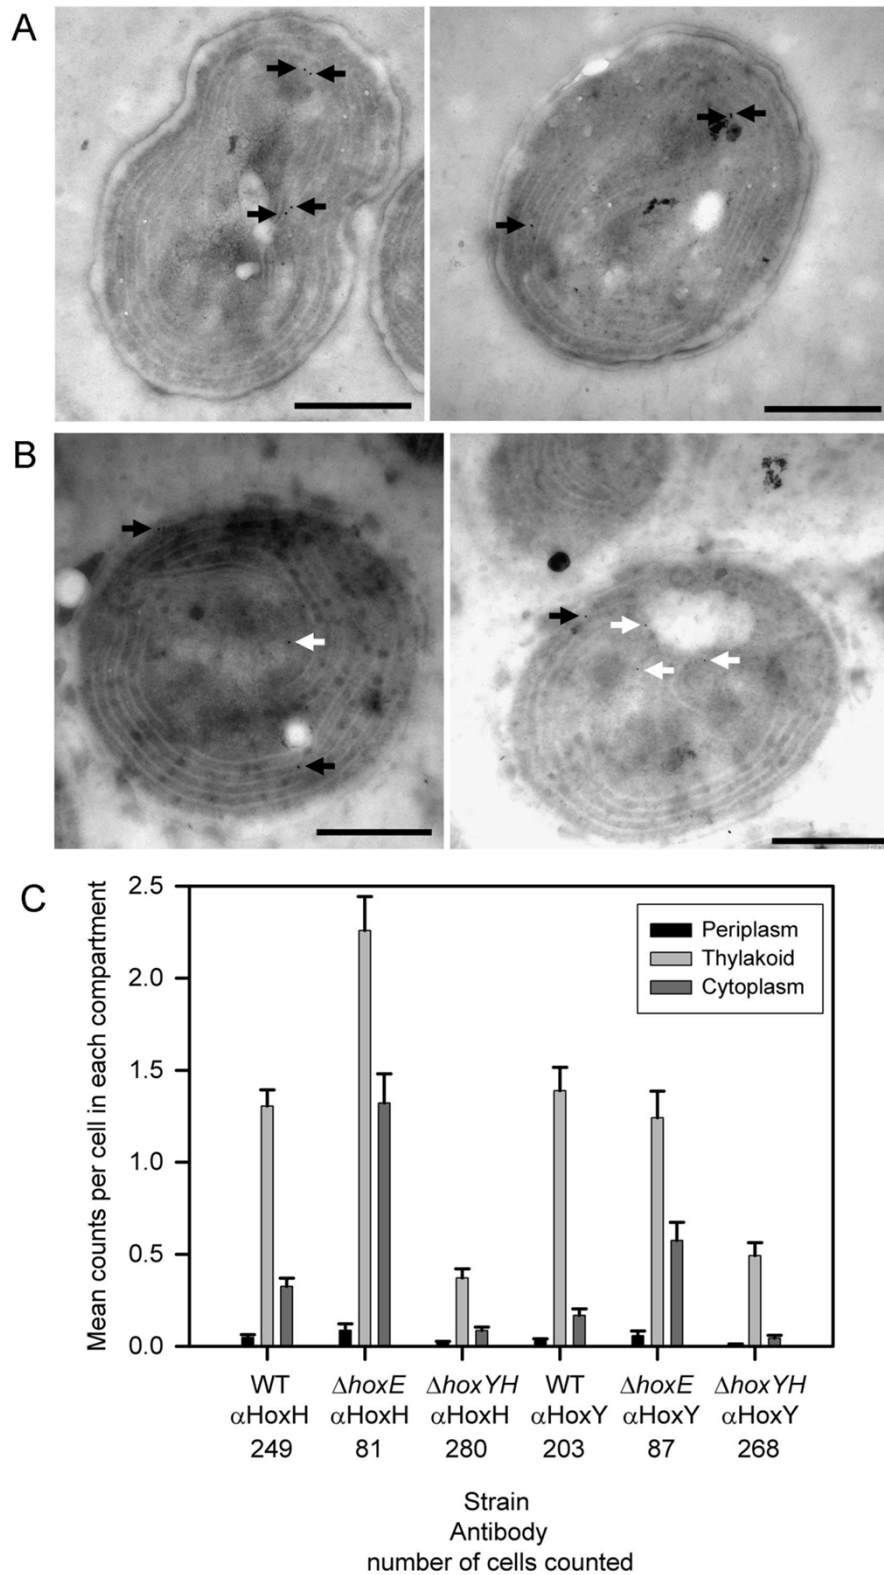 A
B
C
Mean counts per cell in each compartment
2.5
2.0
1.5
1.0
0.5
0.0
Periplasm
Thylakoid
Cytoplasm
WT ΔhoxE ΔhoxYH WT ΔhoxE ΔhoxYH
αHoxH αHoxH αHoxH αHoxY αHoxY αHoxY
249 81 280 203 87 268
Strain
Antibody
number of cells counted